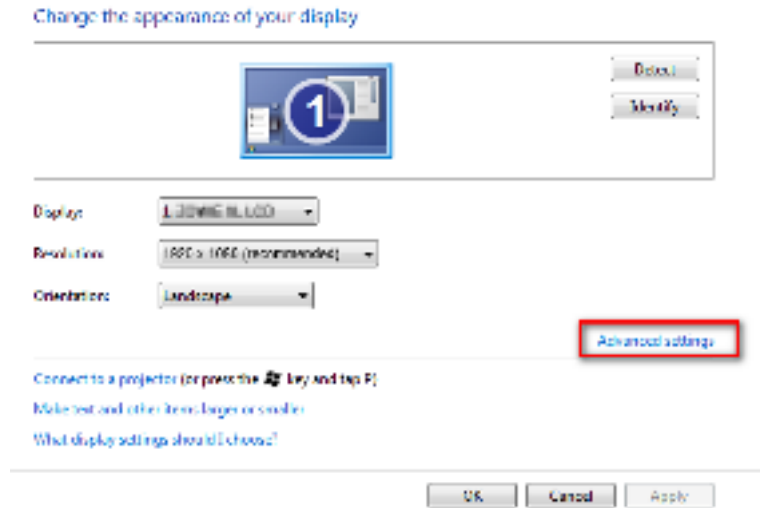 Change the appearance of your display
Detect
1
Identify
Display:
Resolution:
1920 x 1080 (recommended)
Orientation:
Landscape
Advanced settings
Connect to a projector (or press the key and tap P)
Make text and other items larger or smaller
What display settings should I choose?
OK Cancel Apply